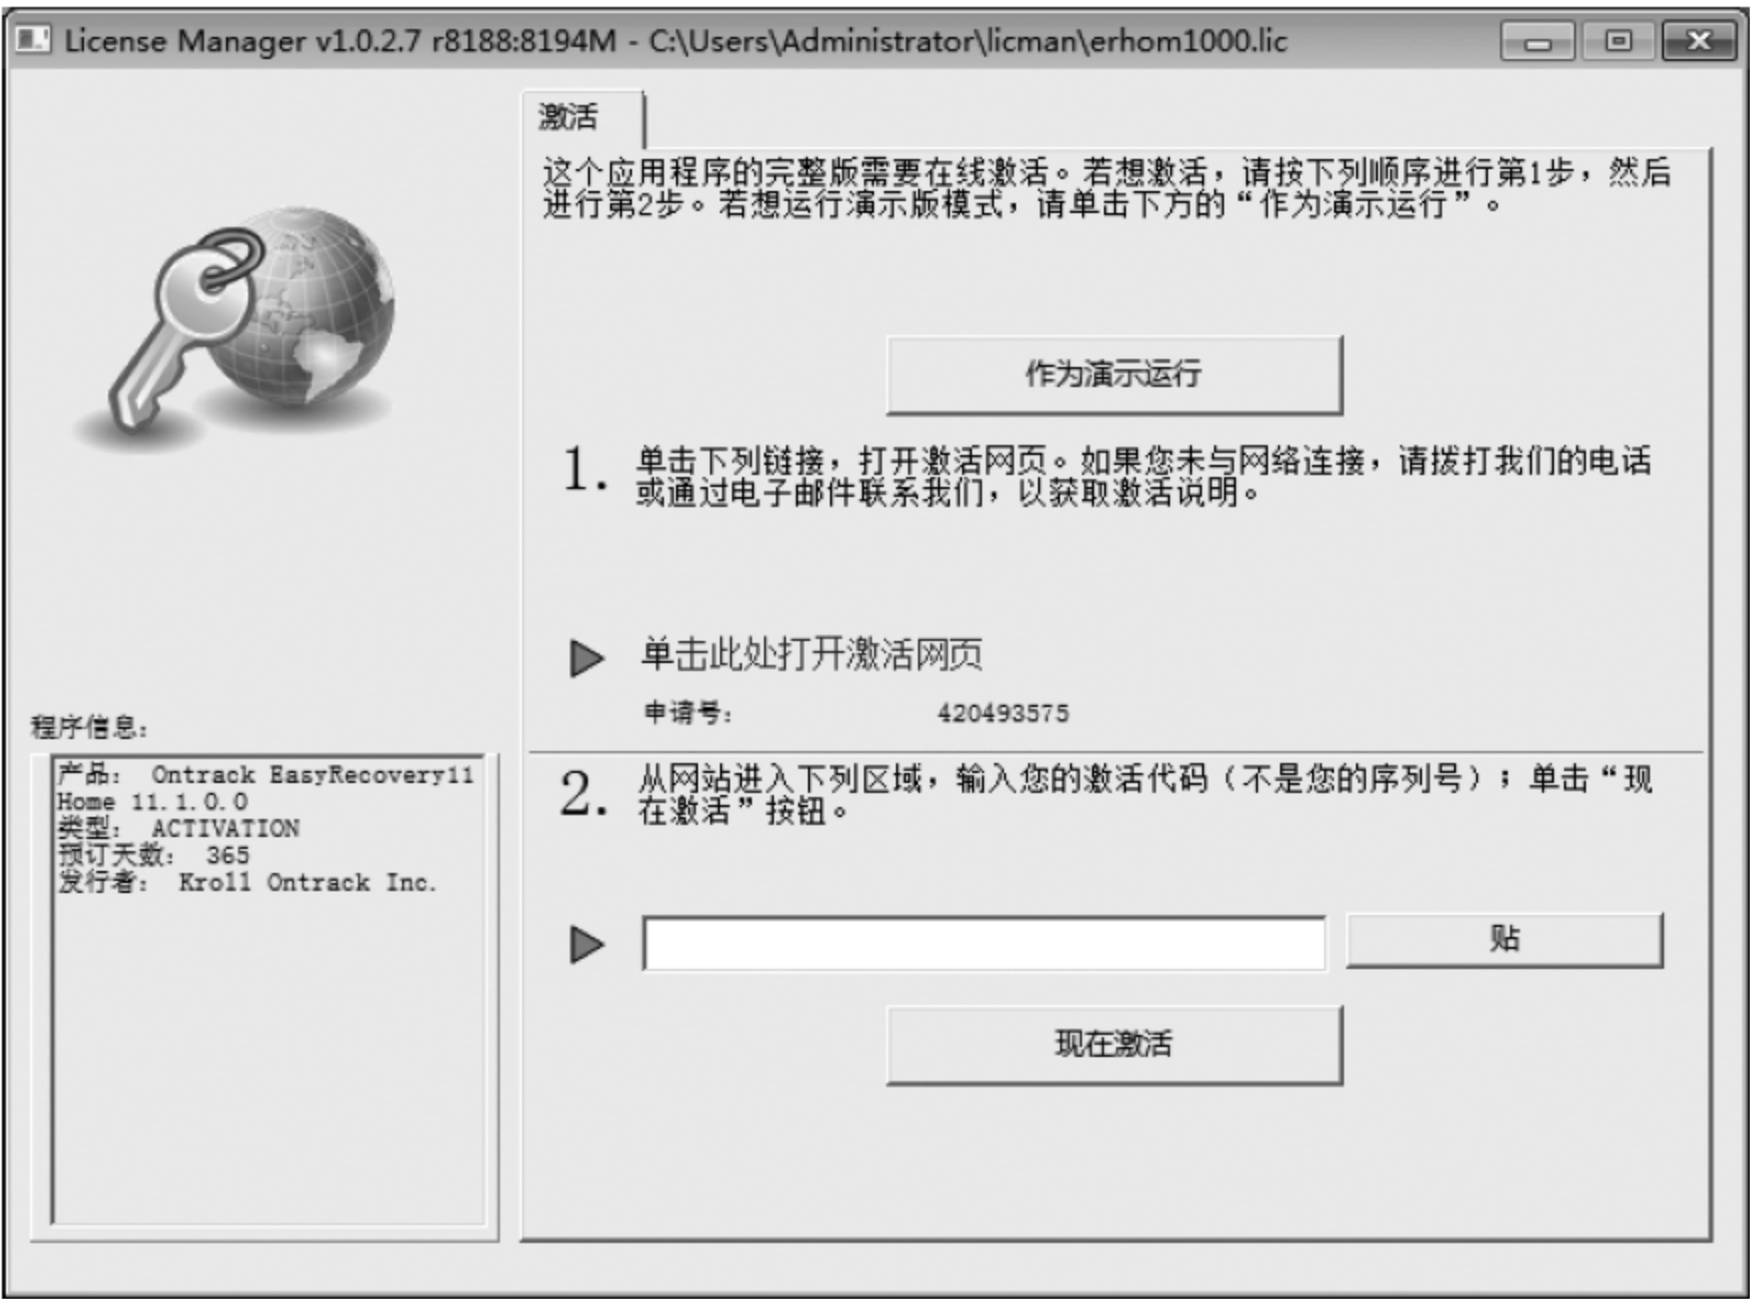 License Manager v1.0.2.7 r8188:8194M - C:\Users\Administrator\licman\erhom1000.lic
激活
这个应用程序的完整版需要在线激活。若想激活，请按下列顺序进行第1步，然后
进行第2步。若想运行演示版模式，请单击下方的“作为演示运行”。
作为演示运行
1. 单击下列链接，打开激活网页。如果您未与网络连接，请拨打我们的电话
或通过电子邮件联系我们，以获取激活说明。
单击此处打开激活网页
申请号： 420493575
程序信息：
产品： Ontrack EasyRecovery11
Home 11.1.0.0
类型： ACTIVATION
预订天数： 365
发行者： Kroll Ontrack Inc.
2. 从网站进入下列区域，输入您的激活代码（不是您的序列号）；单击“现
在激活”按钮。
贴
现在激活